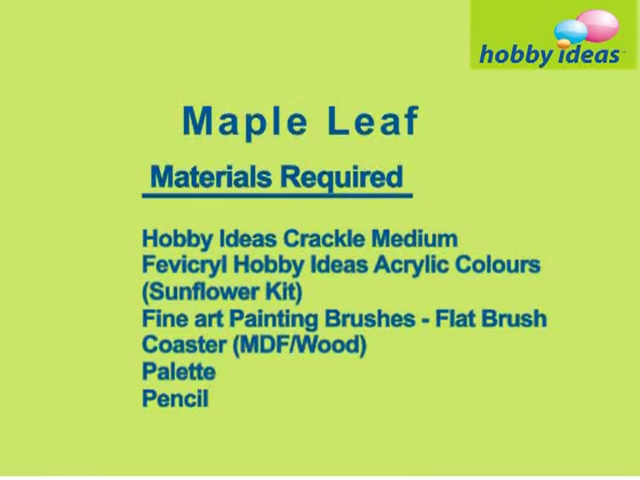 hobby ideas
Maple Leaf
Materials Required
Hobby Ideas Crackle Medium
Fevicryl Hobby Ideas Acrylic Colours
(Sunflower Kit)
Fine art Painting Brushes - Flat Brush
Coaster (MDF/Wood)
Palette
Pencil